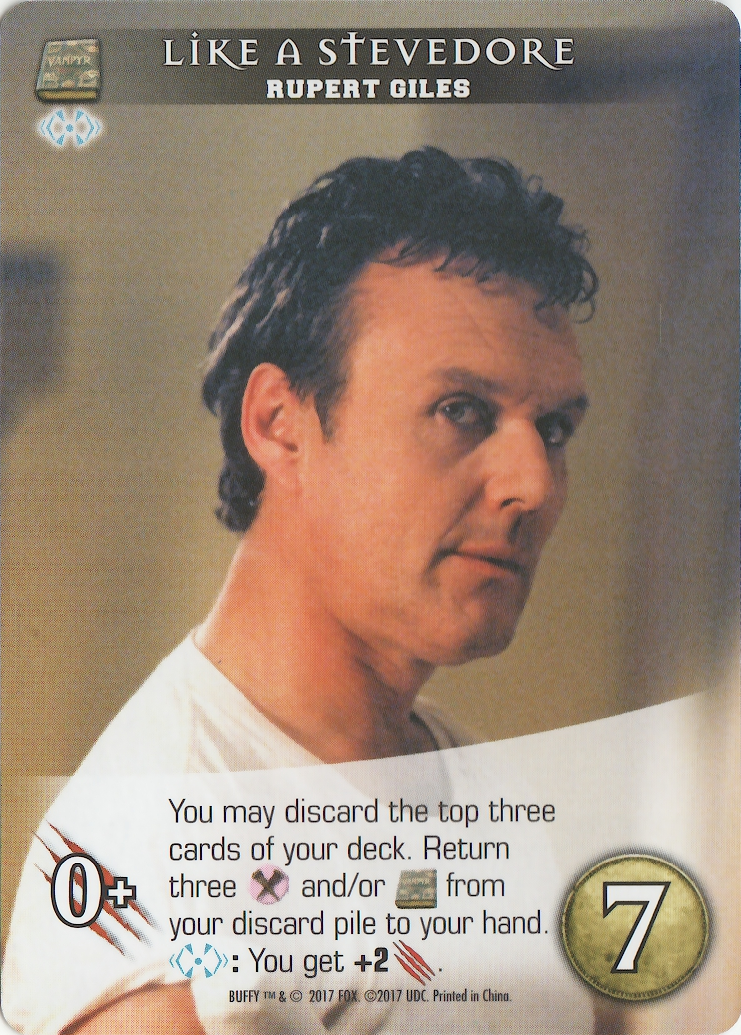 LiKE A STEVEDORE
RUPERT GILES
VAMPYR
You may discard the top three
cards of your deck. Return
three and/or VAMPYR from
your discard pile to your hand.
: You get +2 .
0+
7
BUFFY ™ & © 2017 FOX. ©2017 UDC. Printed in China.